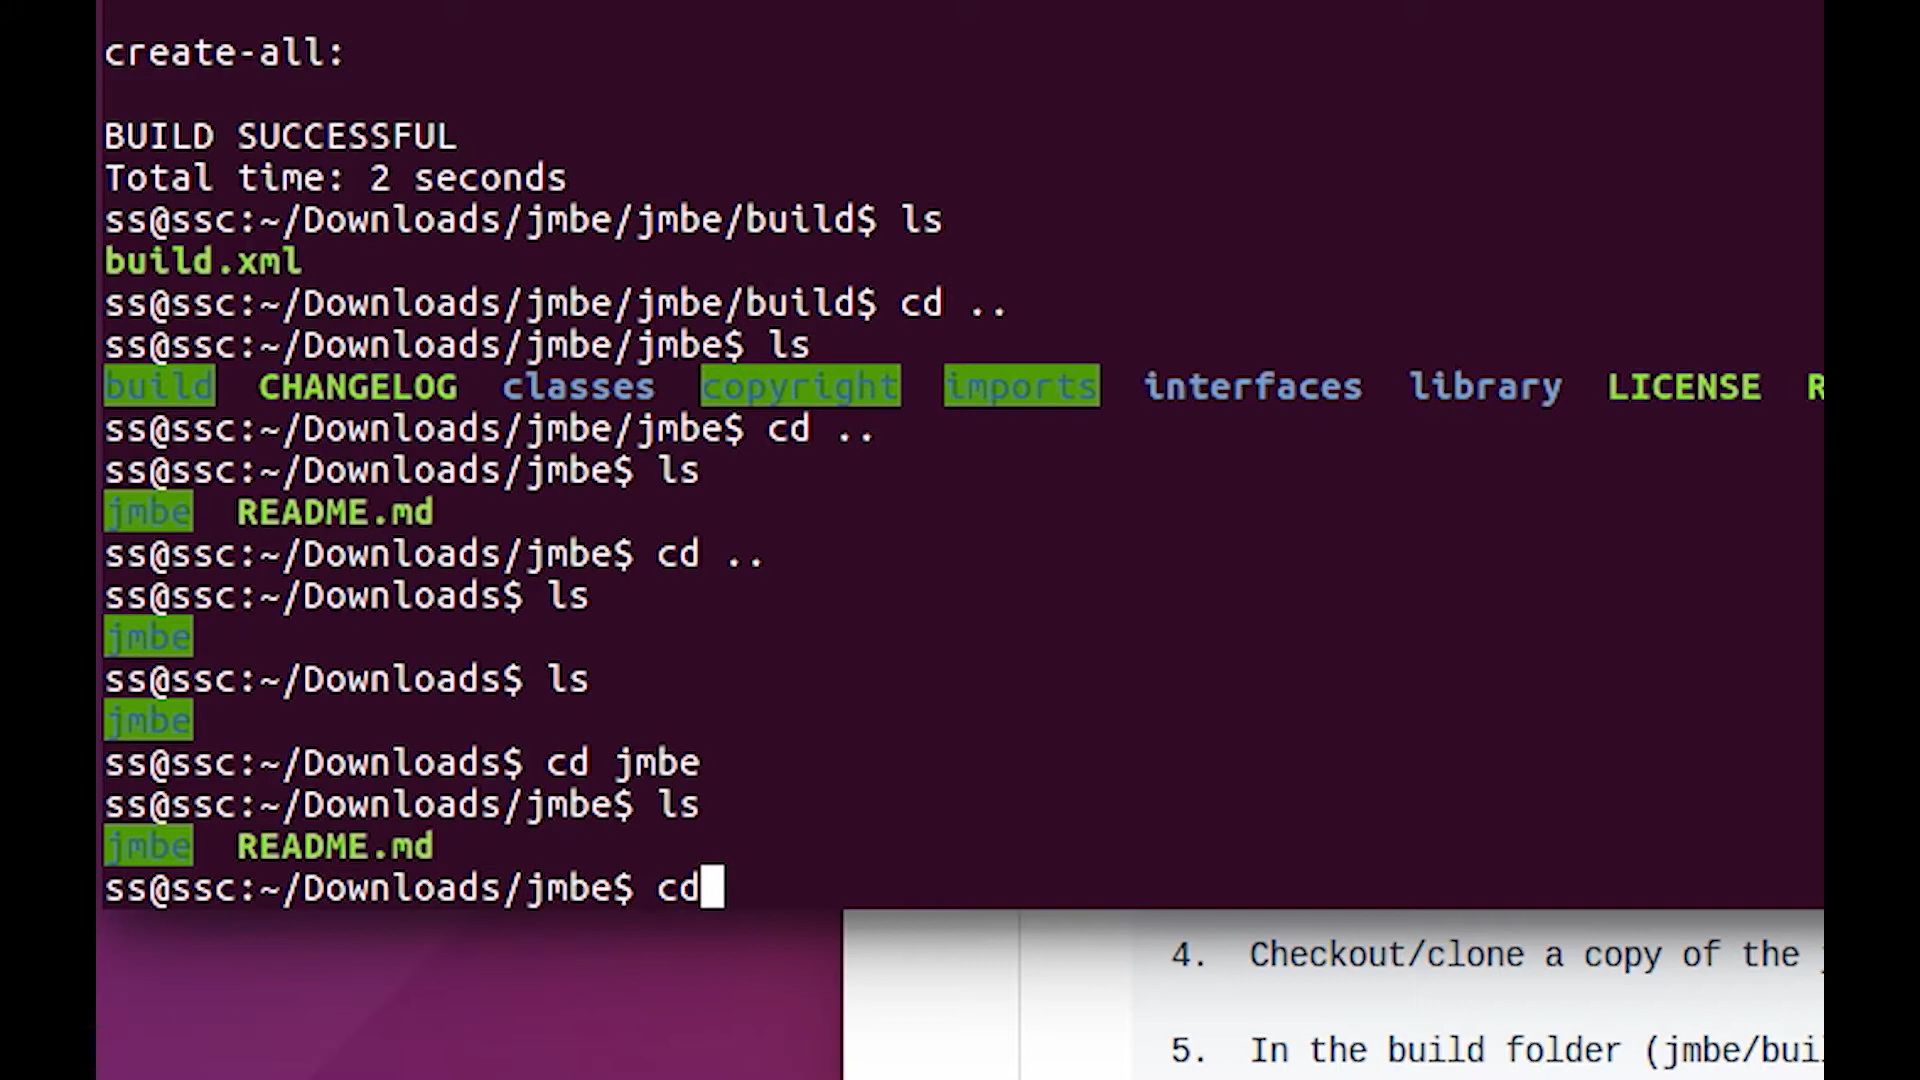 create-all:
BUILD SUCCESSFUL
Total time: 2 seconds
ss@ssc:~/Downloads/jmbe/jmbe/build$ ls
build.xml
ss@ssc:~/Downloads/jmbe/jmbe/build$ cd ..
ss@ssc:~/Downloads/jmbe/jmbe$ ls
build CHANGELOG classes copyright imports interfaces library LICENSE R
ss@ssc:~/Downloads/jmbe/jmbe$ cd ..
ss@ssc:~/Downloads/jmbe$ ls
jmbe README.md
ss@ssc:~/Downloads/jmbe$ cd ..
ss@ssc:~/Downloads$ ls
jmbe
ss@ssc:~/Downloads$ ls
jmbe
ss@ssc:~/Downloads$ cd jmbe
ss@ssc:~/Downloads/jmbe$ ls
jmbe README.md
ss@ssc:~/Downloads/jmbe$ cd
4. Checkout/clone a copy of the
5. In the build folder (jmbe/bui